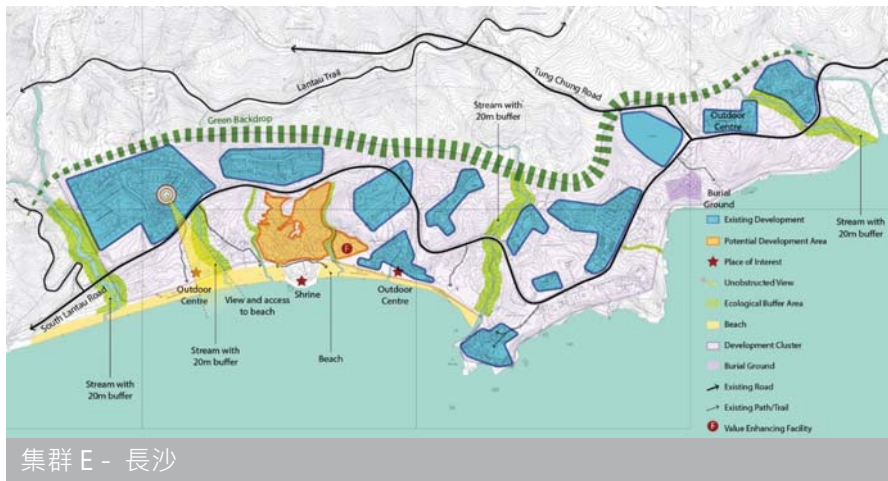 Lantau Trail
Tung Chung Road
Green Backdrop
Stream with
20m buffer
Outdoor
Centre
Burial
Ground
Stream with
20m buffer
South Lantau Road
Outdoor
Centre
View and access
to beach
Shrine
Outdoor
Centre
F
Stream with
20m buffer
Stream with
20m buffer
Beach
Existing Development
Potential Development Area
Place of Interest
Unobstructed View
Ecological Buffer Area
Beach
Development Cluster
Burial Ground
Existing Road
Existing Path/Trail
F Value Enhancing Facility
集群 E - 長沙